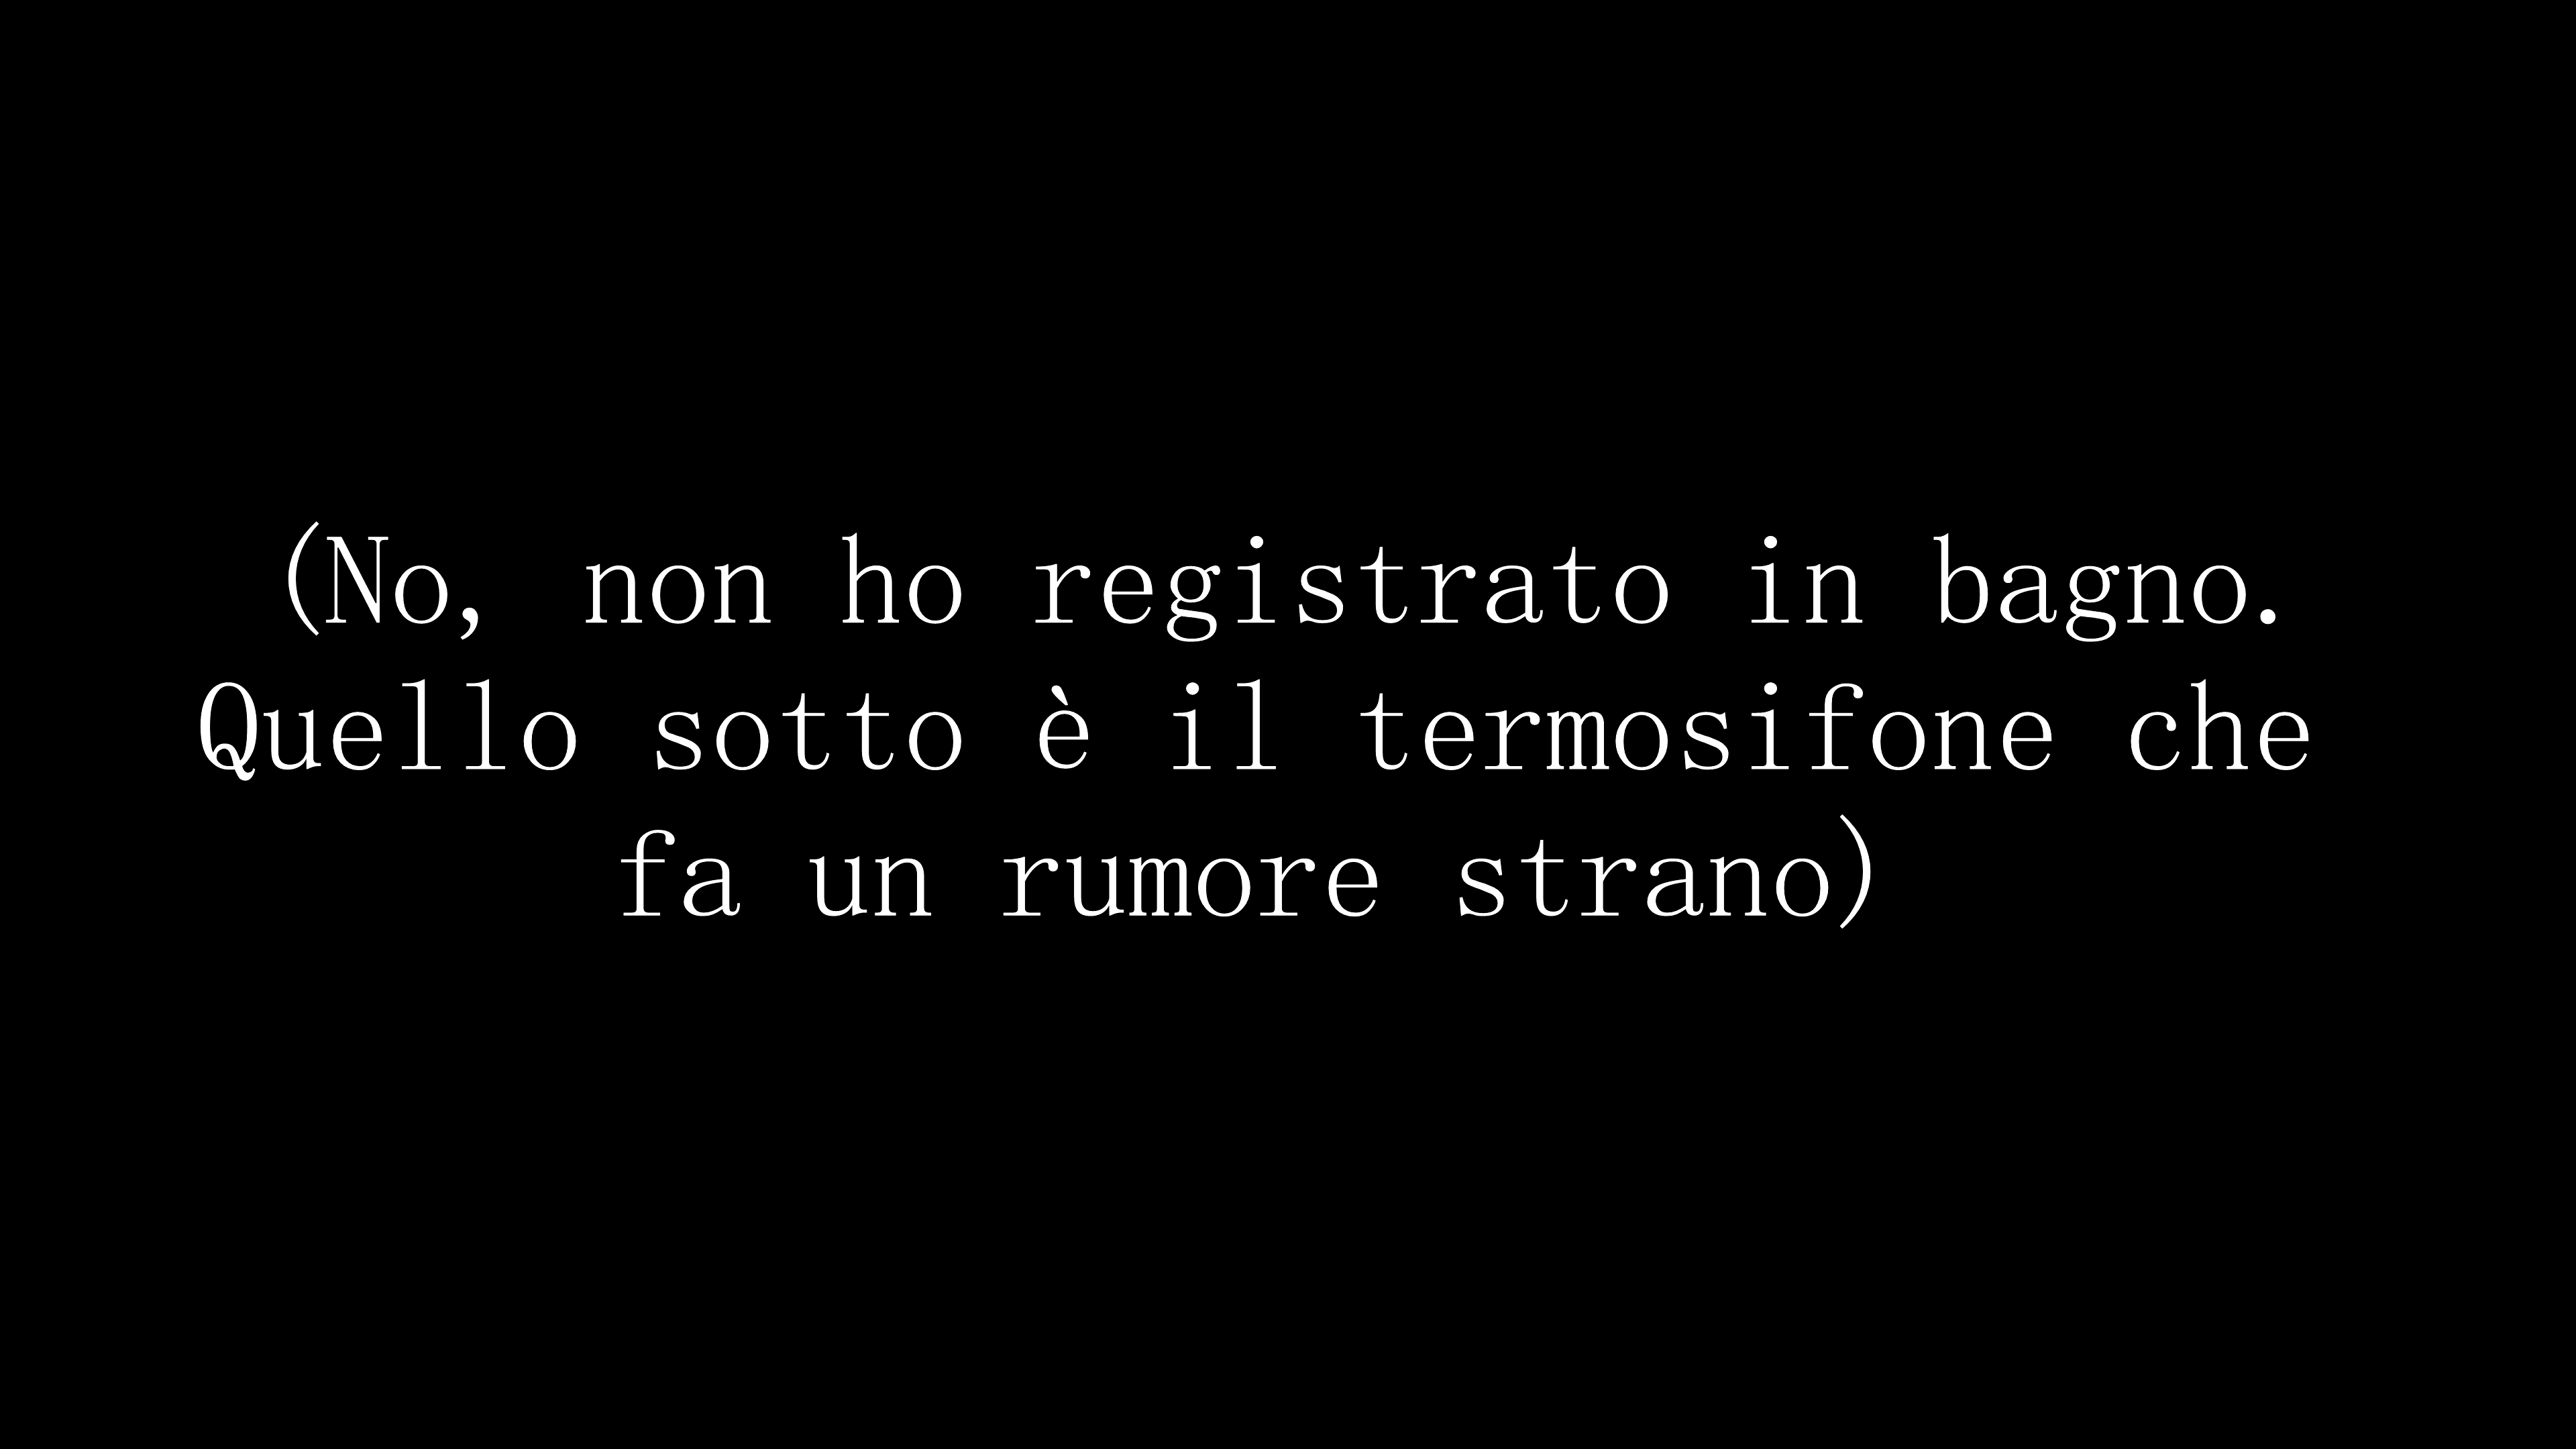 (No, non ho registrato in bagno.
Quello sotto è il termosifone che
fa un rumore strano)